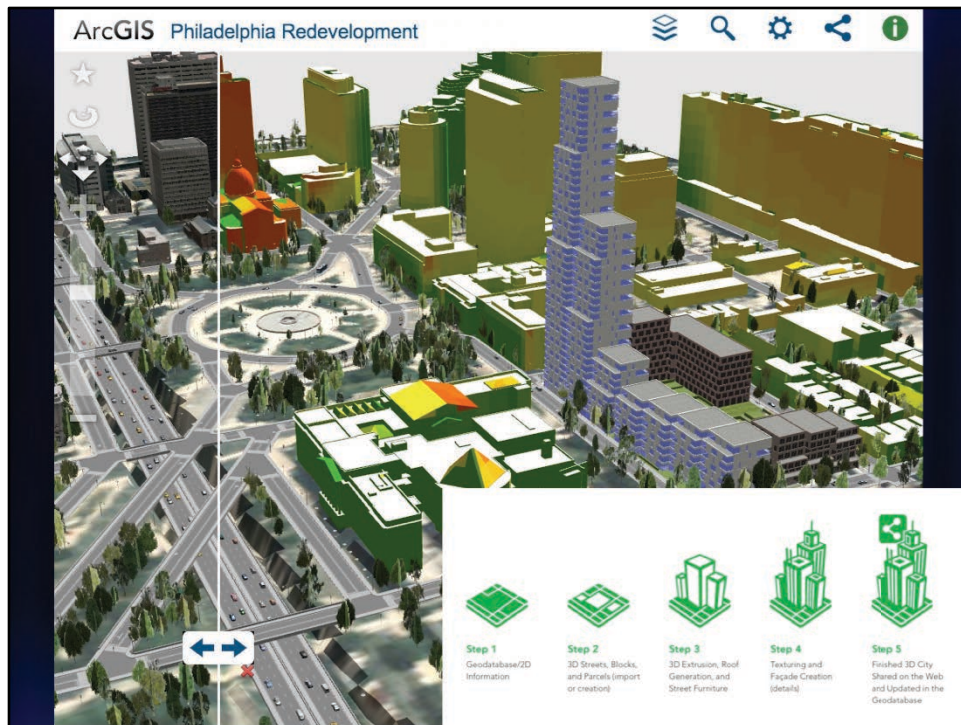 ArcGIS Philadelphia Redevelopment
Step 1
Geodatabase/2D
Information
Step 2
3D Streets, Blocks,
and Parcels (import
or creation)
Step 3
3D Extrusion, Roof
Generation, and
Street Furniture
Step 4
Texturing and
Façade Creation
(details)
Step 5
Finished 3D City
Shared on the Web
and Updated in the
Geodatabase